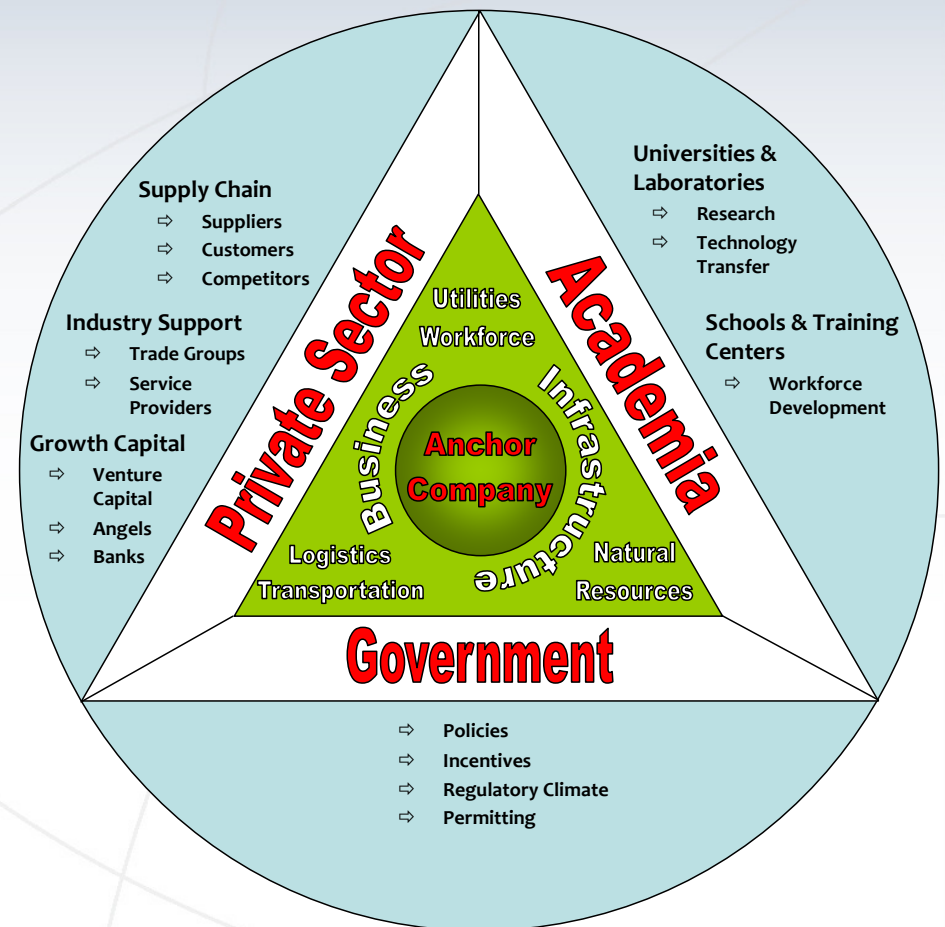 Supply Chain
⇨ Suppliers
⇨ Customers
⇨ Competitors
Industry Support
⇨ Trade Groups
⇨ Service
Providers
Growth Capital
⇨ Venture
Capital
⇨ Angels
⇨ Banks
Private Sector
Universities &
Laboratories
⇨ Research
⇨ Technology
Transfer
Schools & Training
Centers
⇨ Workforce
Development
Academia
Utilities
Workforce
Business
Infrastructure
Anchor
Company
Logistics
Transportation
Natural
Resources
Government
⇨ Policies
⇨ Incentives
⇨ Regulatory Climate
⇨ Permitting